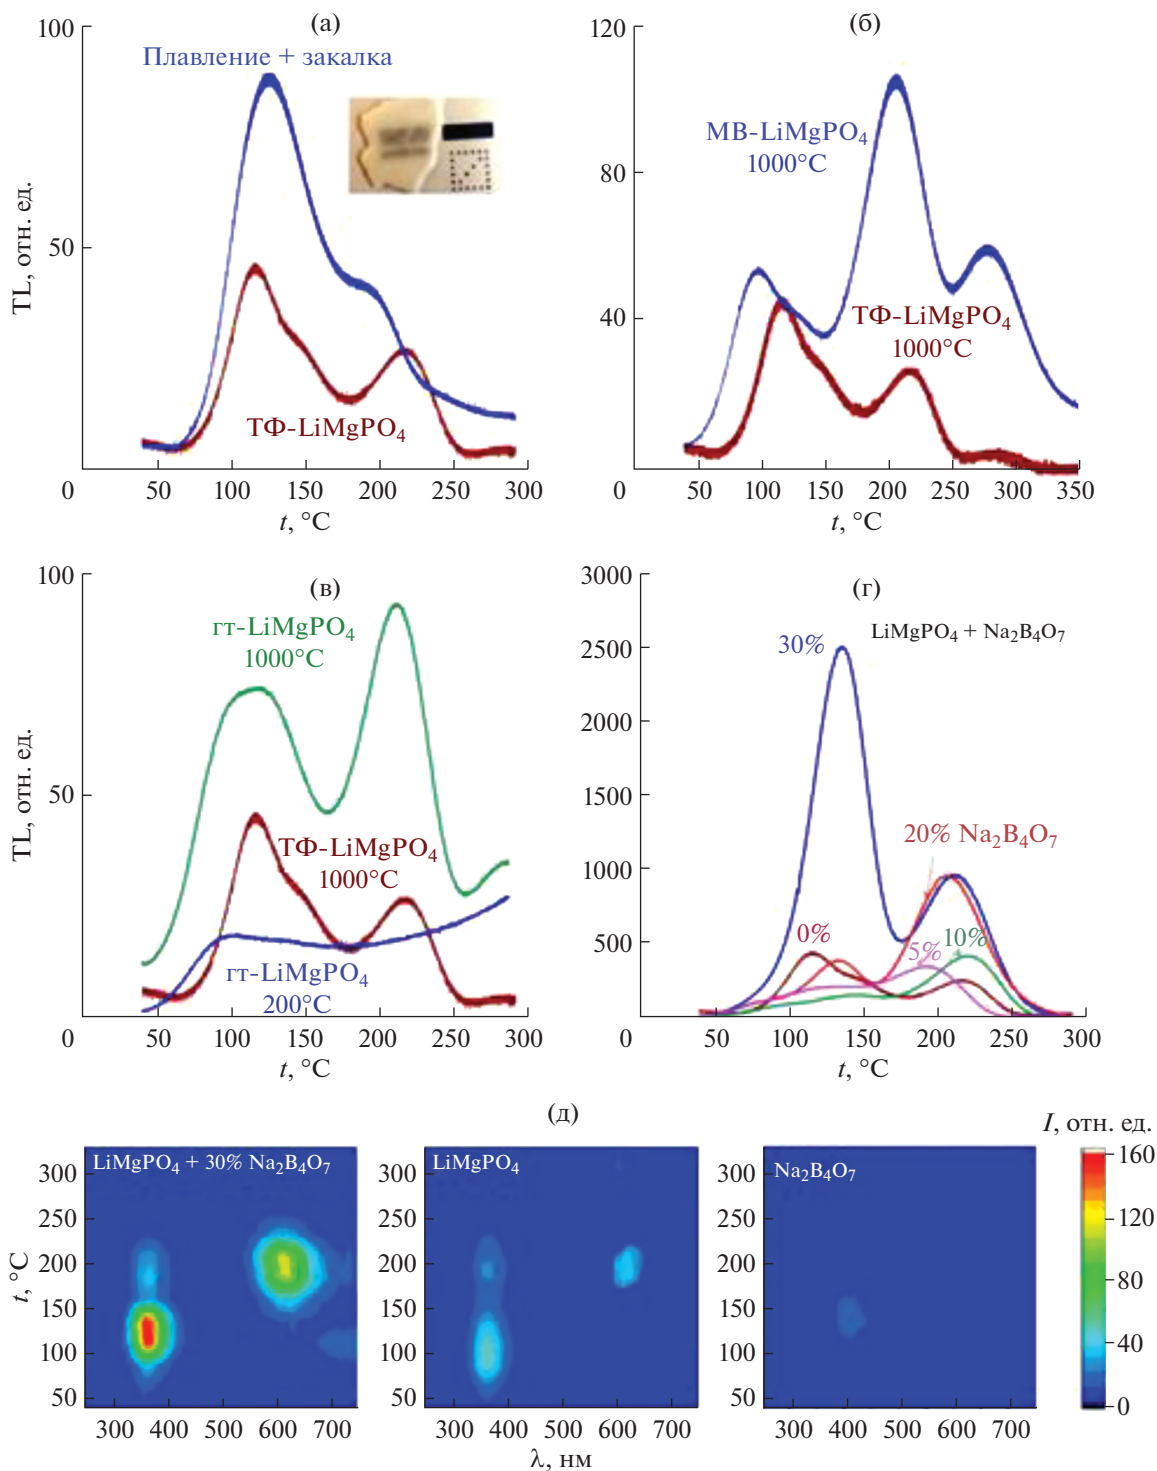 (а)
100
Плавление + закалка
TL, отн. ед.
50
ТФ-LiMgPO4
0
50 100 150 200 250 300
t, °C
(б)
120
МВ-LiMgPO4
1000°C
80
ТФ-LiMgPO4
1000°C
40
0
50 100 150 200 250 300 350
t, °C
(в)
100
гт-LiMgPO4
1000°C
TL, отн. ед.
50
ТФ-LiMgPO4
1000°C
гт-LiMgPO4
200°C
0
50 100 150 200 250 300
t, °C
(г)
3000
LiMgPO4 + Na2B4O7
30%
2500
2000
1500
20% Na2B4O7
1000
0%
5%
10%
500
0
50 100 150 200 250 300
t, °C
(д)
I, отн. ед.
LiMgPO4 + 30% Na2B4O7
LiMgPO4
Na2B4O7
t, °C
300
250
200
150
100
50
300 400 500 600 700
300
250
200
150
100
50
300 400 500 600 700
300
250
200
150
100
50
300 400 500 600 700
160
120
80
40
0
λ, нм